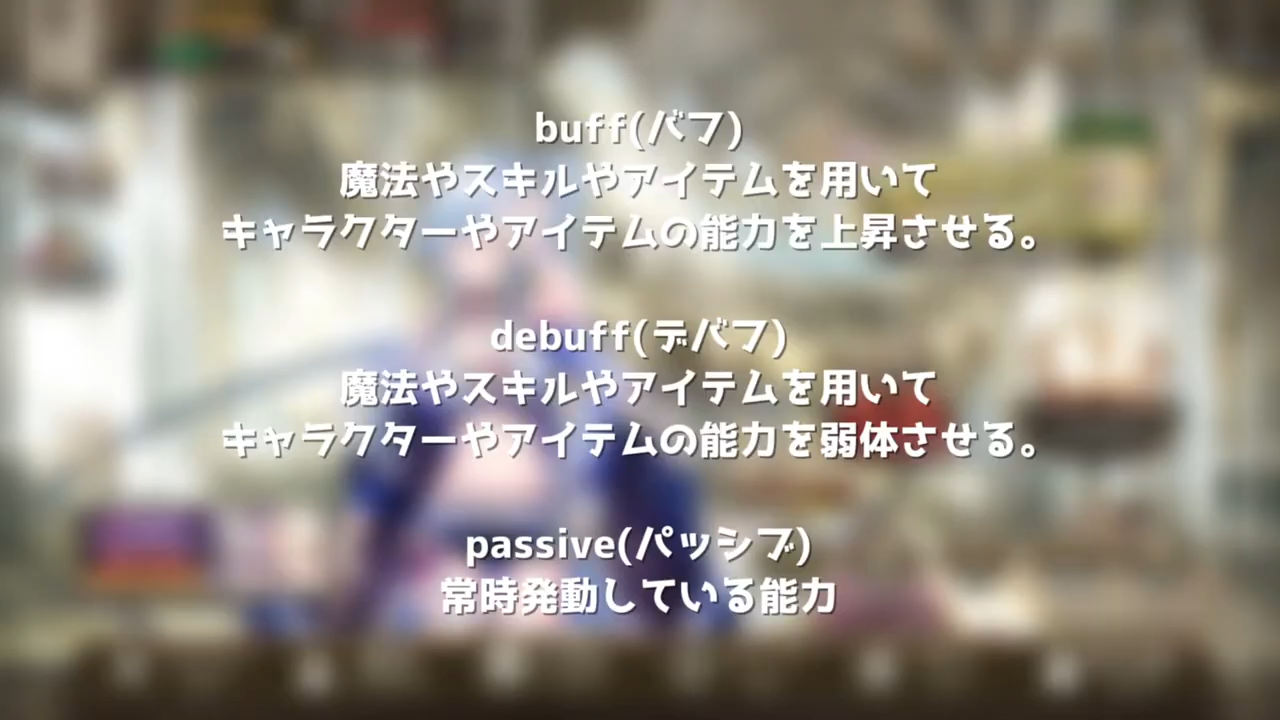 buff(バフ)
魔法やスキルやアイテムを用いて
キャラクターやアイテムの能力を上昇させる。
debuff(デバフ)
魔法やスキルやアイテムを用いて
キャラクターやアイテムの能力を弱体させる。
passive(パッシブ)
常時発動している能力